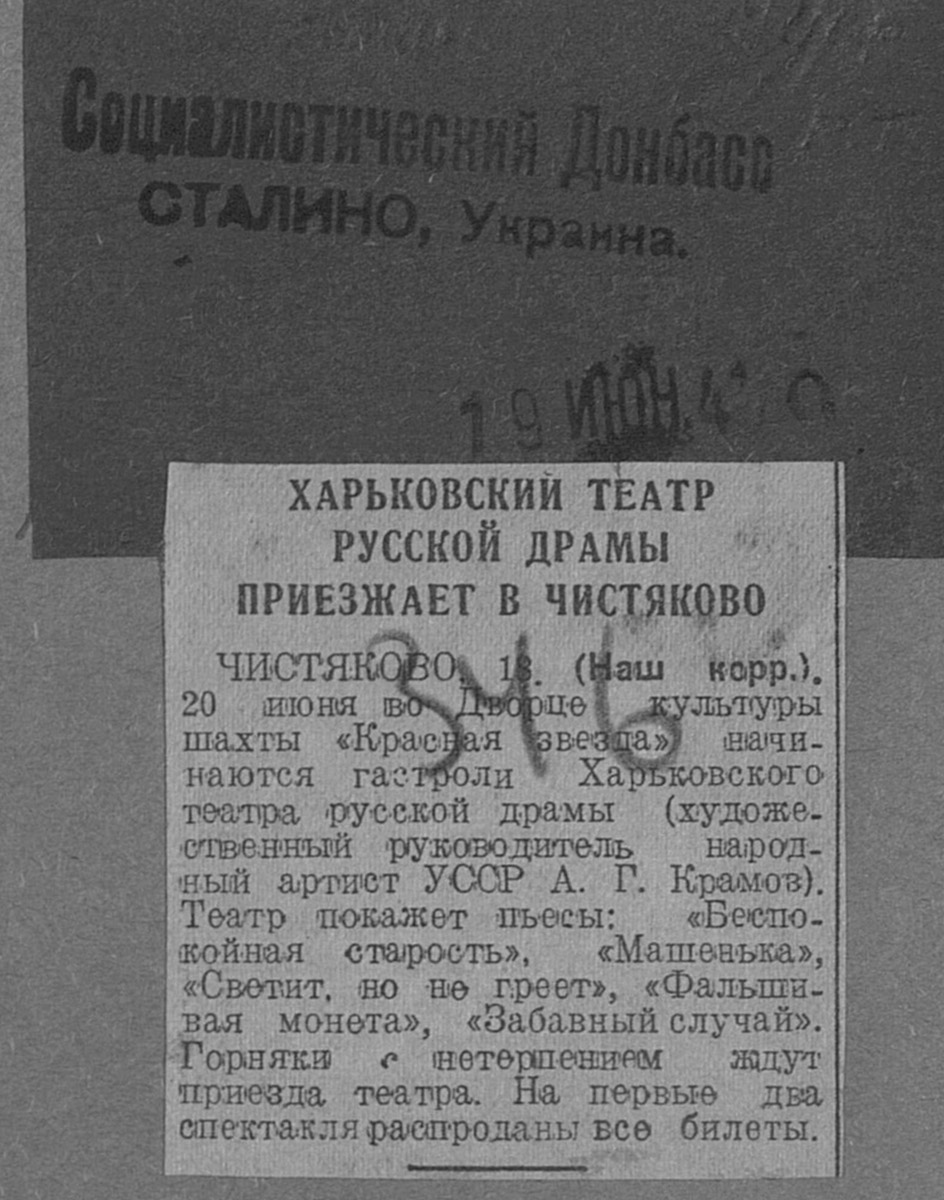 Социалистический Донбасс
СТАЛИНО, Украина.
19 ИЮН. 4 0
ХАРЬКОВСКИЙ ТЕАТР
РУССКОЙ ДРАМЫ
ПРИЕЗЖАЕТ В ЧИСТЯКОВО
346
ЧИСТЯКОВО, 18. (Наш корр.).
20 июня во Дворце культуры
шахты «Красная звезда» начи-
наются гастроли Харьковского
театра русской драмы (художе-
ственный руководитель народ-
ный артист УССР А. Г. Крамов).
Театр покажет пьесы: «Беспо-
койная старость», «Машенька»,
«Светит, но не греет», «Фальши-
вая монета», «Забавный случай».
Горняки с нетерпением ждут
приезда театра. На первые два
спектакля распроданы все билеты.